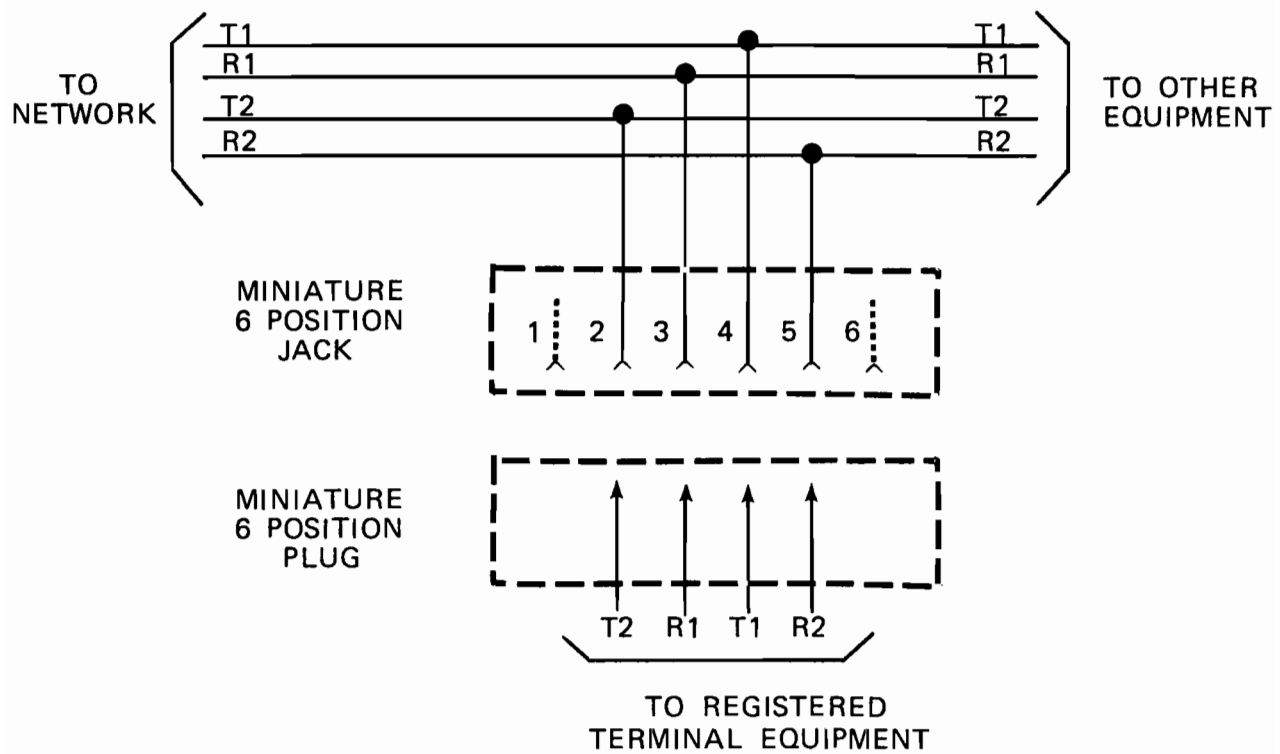 T1 T1
R1 R1
TO
NETWORK
T2 T2
R2 R2
TO OTHER
EQUIPMENT
MINIATURE
6 POSITION
JACK
1 2 3 4 5 6
MINIATURE
6 POSITION
PLUG
T2 R1 T1 R2
TO REGISTERED
TERMINAL EQUIPMENT